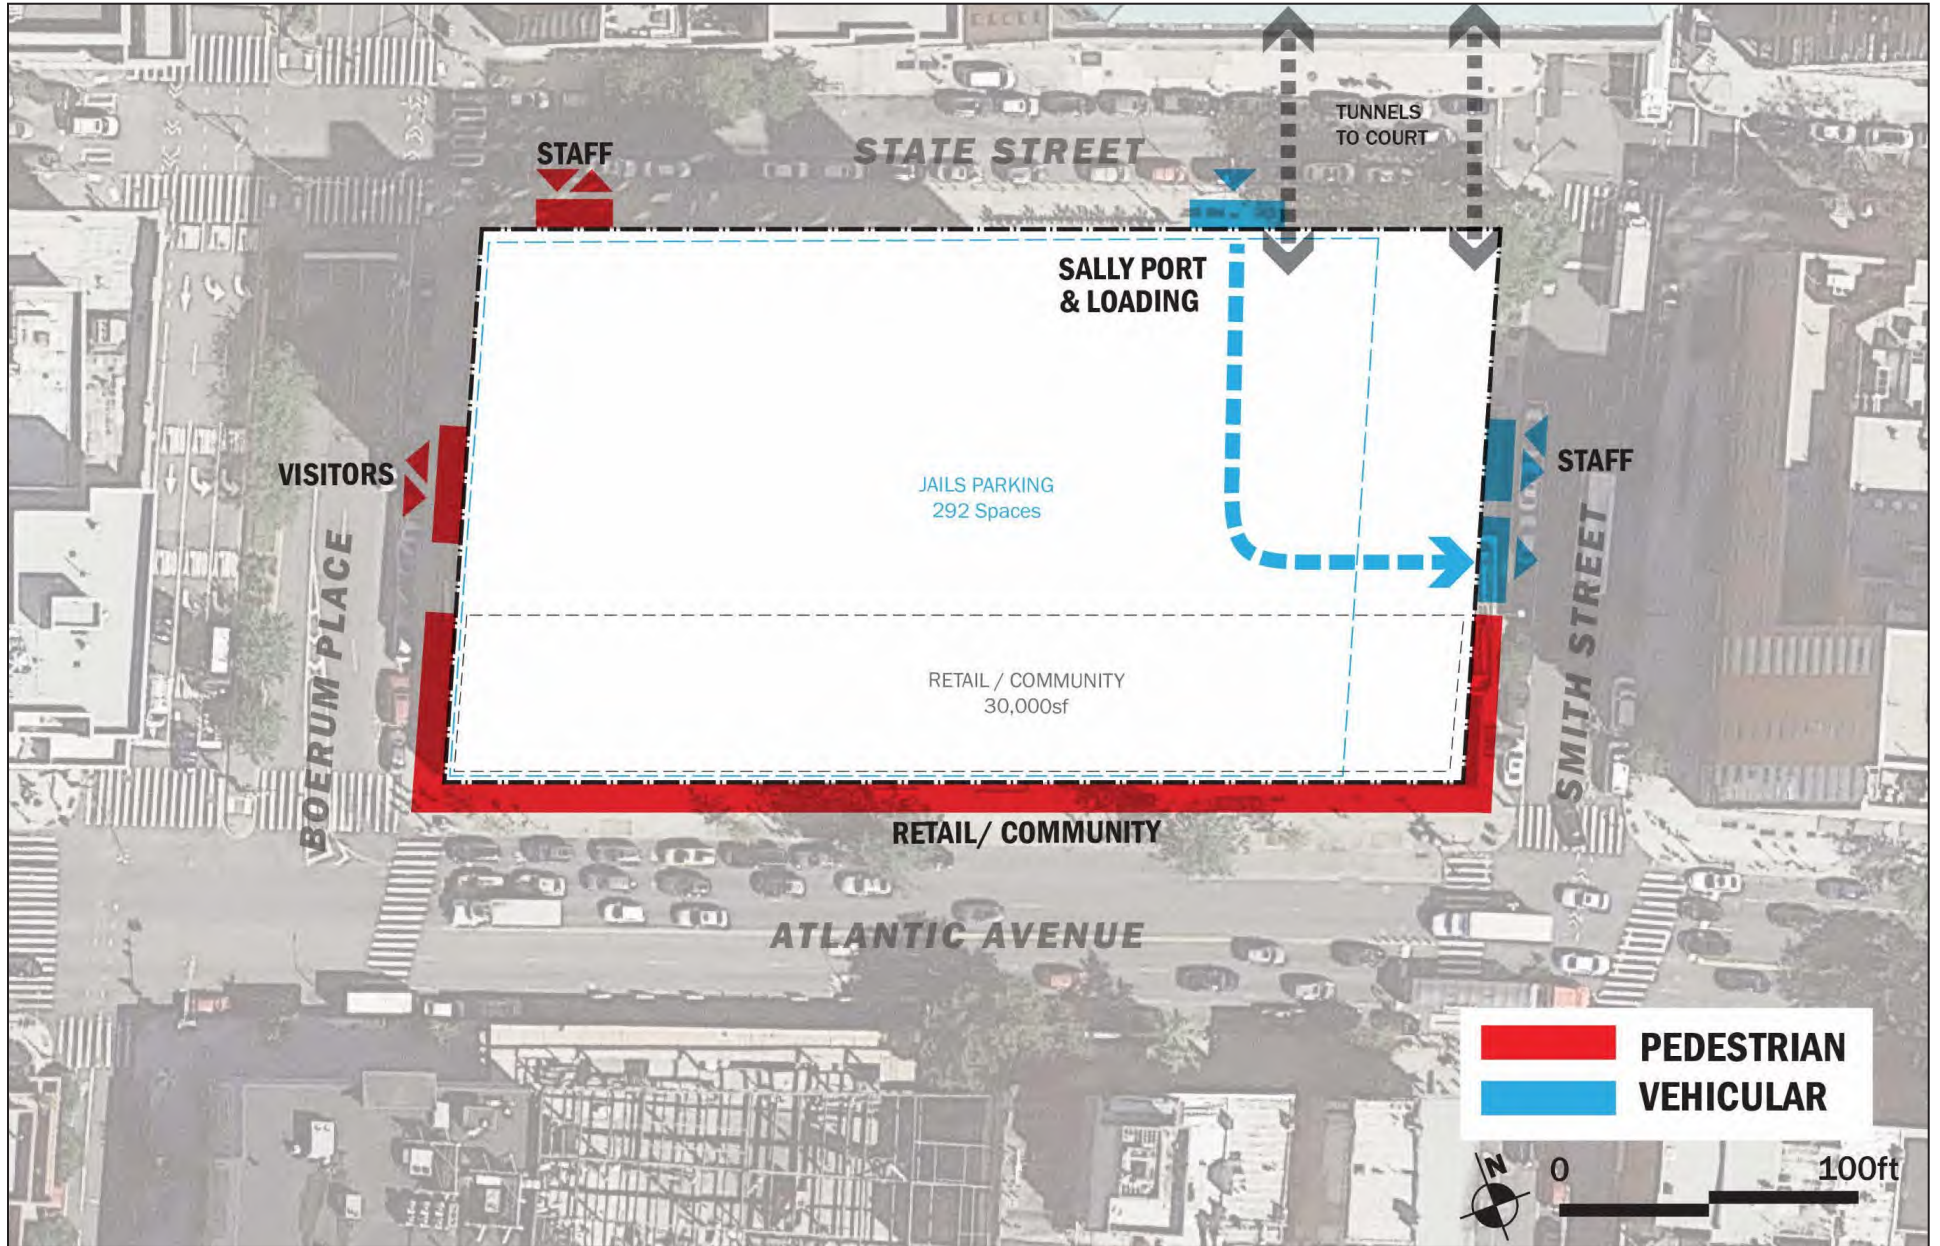 TUNNELS
TO COURT
STAFF
STATE STREET
SALLY PORT
& LOADING
VISITORS
STAFF
JAILS PARKING
292 Spaces
BOERUM PLACE
SMITH STREET
RETAIL / COMMUNITY
30,000sf
RETAIL/ COMMUNITY
ATLANTIC AVENUE
PEDESTRIAN
VEHICULAR
N
0 100ft